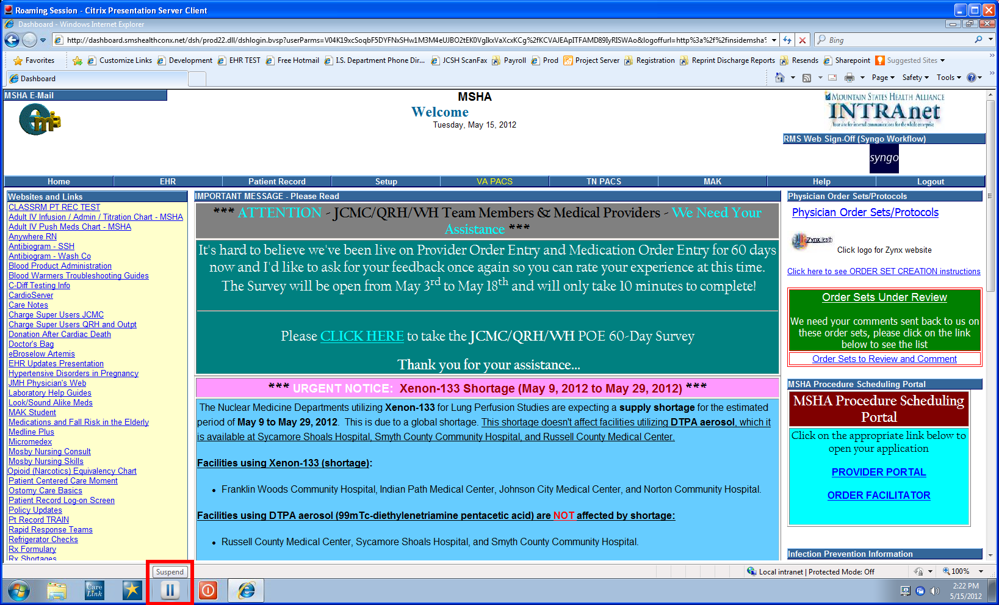 Roaming Session - Citrix Presentation Server Client
Dashboard - Windows Internet Explorer
http://dashboard.smshealthconx.net/dsh/prod22.dll/dshlogin.bvsp?userParms=
Bing
Favorites
Customize Links
Development
EHR TEST
Free Hotmail
I.S. Department Phone Dir...
JCSH ScanFax
Payroll
Prod
Project Server
Registration
Reprint Discharge Reports
Resends
Sharepoint
Suggested Sites
Dashboard
Page
Safety
Tools
MSHA E-Mail
MSHA
Welcome
Tuesday, May 15, 2012
MOUNTAIN STATES HEALTH ALLIANCE
INTRAnet
Your site for internal communications for the whole enterprise
RMS Web Sign-Off (Syngo Workflow)
syngo
Home
EHR
Patient Record
Setup
VA PACS
TN PACS
MAK
Help
Logout
Websites and Links
CLASSRM PT REC TEST
Adult IV Infusion / Admin / Titration Chart - MSHA
Adult IV Push Meds Chart - MSHA
Anywhere RN
Antibiogram - SSH
Antibiogram - Wash Co
Blood Product Administration
Blood Warmers Troubleshooting Guides
C-Diff Testing Info
CardioServer
Care Notes
Charge Super Users JCMC
Charge Super Users QRH and Outpt
Donation After Cardiac Death
Doctor's Bag
eBroselow Artemis
EHR Updates Presentation
Hypertensive Disorders in Pregnancy
JMH Physician's Web
Laboratory Help Guides
Look/Sound Alike Meds
MAK Student
Medications and Fall Risk in the Elderly
Medline Plus
Micromedex
Mosby Nursing Consult
Mosby Nursing Skills
Opioid (Narcotics) Equivalency Chart
Patient Centered Care Moment
Ostomy Care Basics
Patient Record Log-on Screen
Policy Updates
Pt Record TRAIN
Rapid Response Teams
Refrigerator Checks
Rx Formulary
Rx Shortages
IMPORTANT MESSAGE - Please Read
*** ATTENTION - JCMC/QRH/WH Team Members & Medical Providers - We Need Your
Assistance ***
It's hard to believe we've been live on Provider Order Entry and Medication Order Entry for 60 days
now and I'd like to ask for your feedback once again so you can rate your experience at this time.
The Survey will be open from May 3rd to May 18th and will only take 10 minutes to complete!
Please CLICK HERE to take the JCMC/QRH/WH POE 60-Day Survey
Thank you for your assistance...
*** URGENT NOTICE: Xenon-133 Shortage (May 9, 2012 to May 29, 2012) ***
The Nuclear Medicine Departments utilizing Xenon-133 for Lung Perfusion Studies are expecting a supply shortage for the estimated
period of May 9 to May 29, 2012. This is due to a global shortage. This shortage doesn't affect facilities utilizing DTPA aerosol, which it
is available at Sycamore Shoals Hospital, Smyth County Community Hospital, and Russell County Medical Center.
Facilities using Xenon-133 (shortage):
• Franklin Woods Community Hospital, Indian Path Medical Center, Johnson City Medical Center, and Norton Community Hospital.
Facilities using DTPA aerosol (99mTc-diethylenetriamine pentacetic acid) are NOT affected by shortage:
• Russell County Medical Center, Sycamore Shoals Hospital, and Smyth County Community Hospital.
Physician Order Sets/Protocols
Physician Order Sets/Protocols
ZynxHealth
Click logo for Zynx website
Click here to see ORDER SET CREATION instructions
Order Sets Under Review
We need your comments sent back to us on
these order sets, please click on the link
below to see the list
Order Sets to Review and Comment
MSHA Procedure Scheduling Portal
MSHA Procedure Scheduling
Portal
Click on the appropriate link below to
open your application
PROVIDER PORTAL
ORDER FACILITATOR
Infection Prevention Information
Suspend
Local intranet | Protected Mode: Off
100%
Care
Link
2:22 PM
5/15/2012